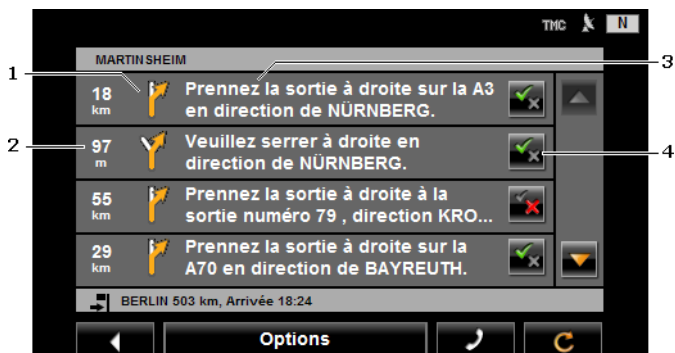 TMC N
MARTINSHEIM
1
3
18 km
Prennez la sortie à droite sur la A3
en direction de NÜRNBERG.
2
97 m
Veuillez serrer à droite en
direction de NÜRNBERG.
4
55 km
Prennez la sortie à droite à la
sortie numéro 79 , direction KRO...
29 km
Prennez la sortie à droite sur la
A70 en direction de BAYREUTH.
BERLIN 503 km, Arrivée 18:24
Options